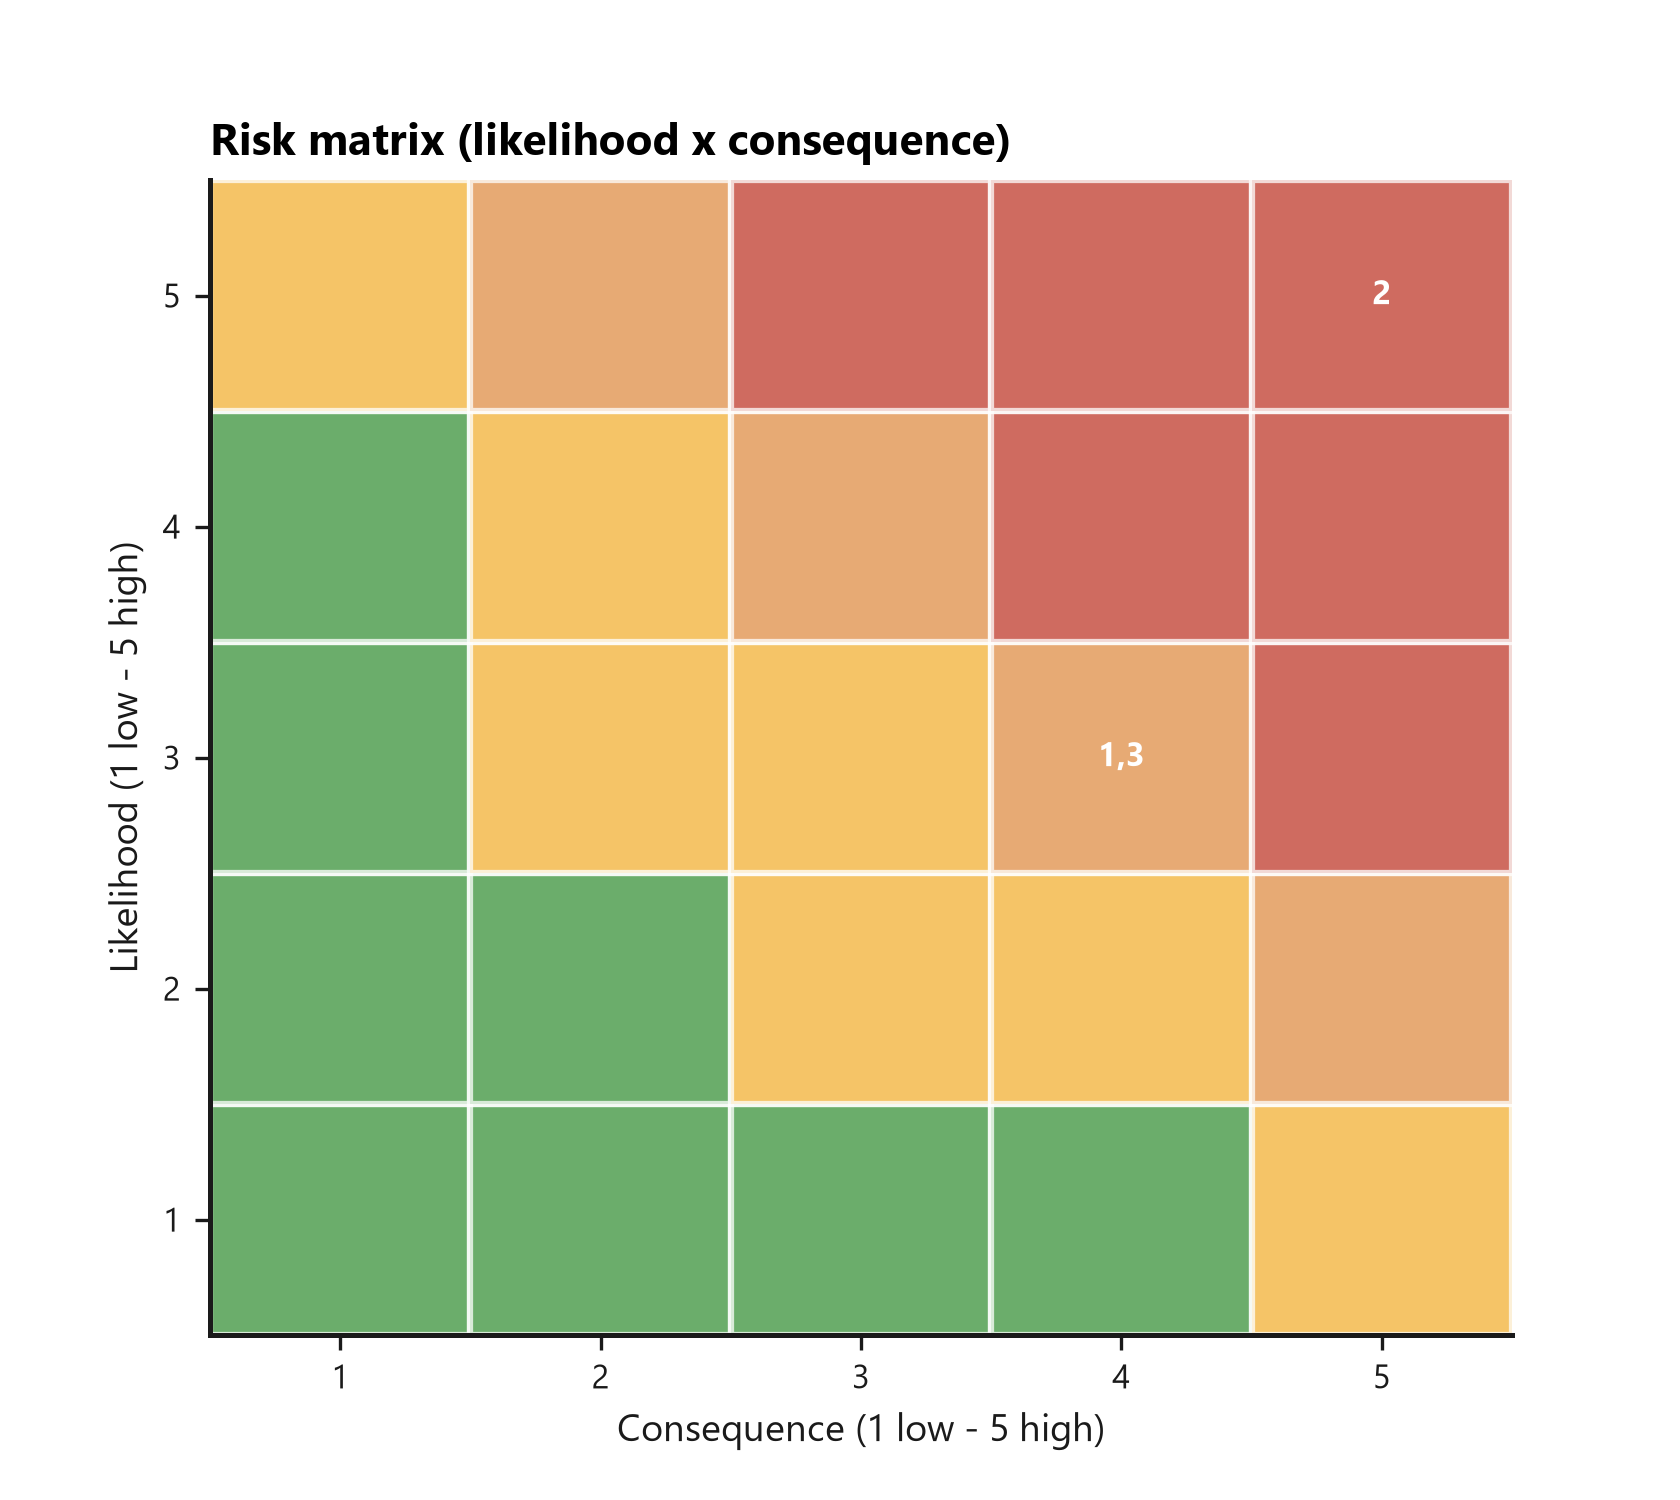 Risk matrix (likelihood x consequence)
Likelihood (1 low - 5 high)
5
2
4
3
1,3
2
1
1 2 3 4 5
Consequence (1 low - 5 high)